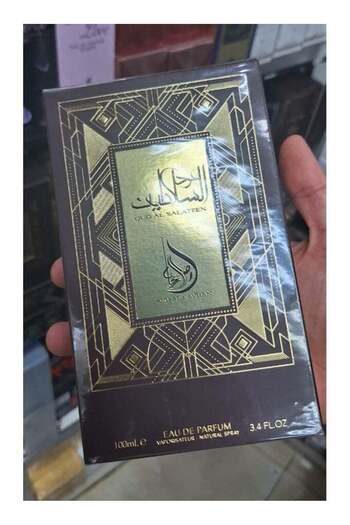 عود
السلاطين
OUD AL SALATEEN
EAU DE PARFUM
100mL ℮ VAPORISATEUR / NATURAL SPRAY 3.4 FL.OZ